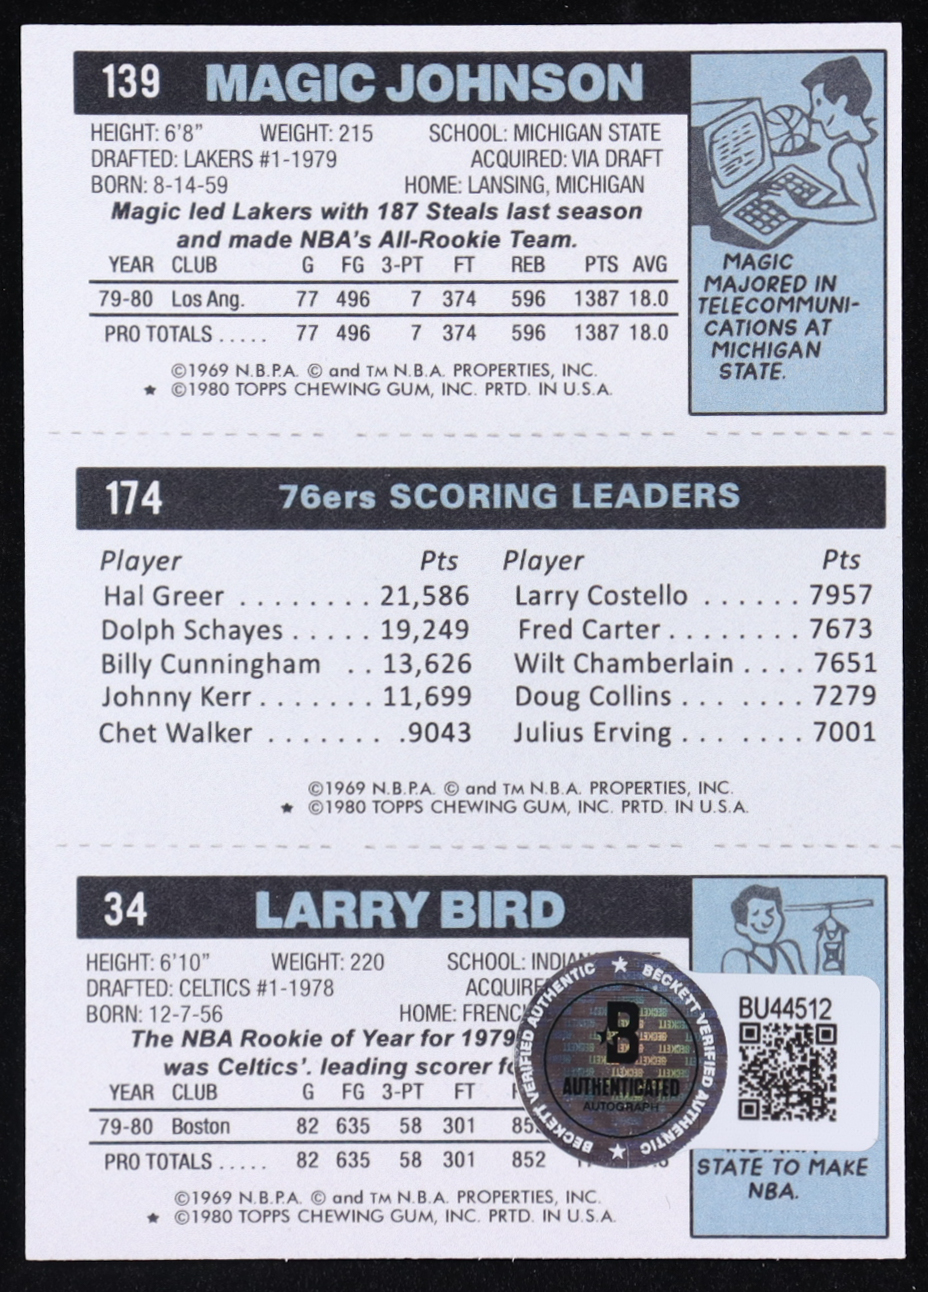 139 MAGIC JOHNSON
HEIGHT: 6'8" WEIGHT: 215 SCHOOL: MICHIGAN STATE
DRAFTED: LAKERS #1-1979 ACQUIRED: VIA DRAFT
BORN: 8-14-59 HOME: LANSING, MICHIGAN
Magic led Lakers with 187 Steals last season
and made NBA's All-Rookie Team.
YEAR CLUB G FG 3-PT FT REB PTS AVG
79-80 Los Ang. 77 496 7 374 596 1387 18.0
PRO TOTALS ..... 77 496 7 374 596 1387 18.0
©1969 N.B.P.A. © and TM N.B.A. PROPERTIES, INC.
★ ©1980 TOPPS CHEWING GUM, INC. PRTD. IN U.S.A.
MAGIC
MAJORED IN
TELECOMMUNI-
CATIONS AT
MICHIGAN
STATE.
174 76ers SCORING LEADERS
Player Pts Player Pts
Hal Greer ........ 21,586 Larry Costello ...... 7957
Dolph Schayes ..... 19,249 Fred Carter ........ 7673
Billy Cunningham .. 13,626 Wilt Chamberlain .... 7651
Johnny Kerr ....... 11,699 Doug Collins ... .... 7279
Chet Walker ....... .9043 Julius Erving ... .... 7001
©1969 N.B.P.A. © and TM N.B.A. PROPERTIES, INC.
★ ©1980 TOPPS CHEWING GUM, INC. PRTD. IN U.S.A.
34 LARRY BIRD
HEIGHT: 6'10" WEIGHT: 220 SCHOOL:
DRAFTED: CELTICS #1-1978
BORN: 12-7-56 HOME:
The NBA Rookie of Year for 1979
was Celtics'. leading scorer
YEAR CLUB G FG 3-PT FT
79-80 Boston 82 635 58 301
PRO TOTALS ..... 82 635 58 301 852
©1969 N.B.P.A. © and TM N.B.A. PROPERTIES, INC.
★ ©1980 TOPPS CHEWING GUM, INC. PRTD. IN U.S.A.
STATE TO MAKE
NBA.
BECKETT VERIFIED AUTHENTIC ★ BECKETT VERIFIED AUTHENTIC ★
B
AUTHENTICATED
AUTOGRAPH
BU44512